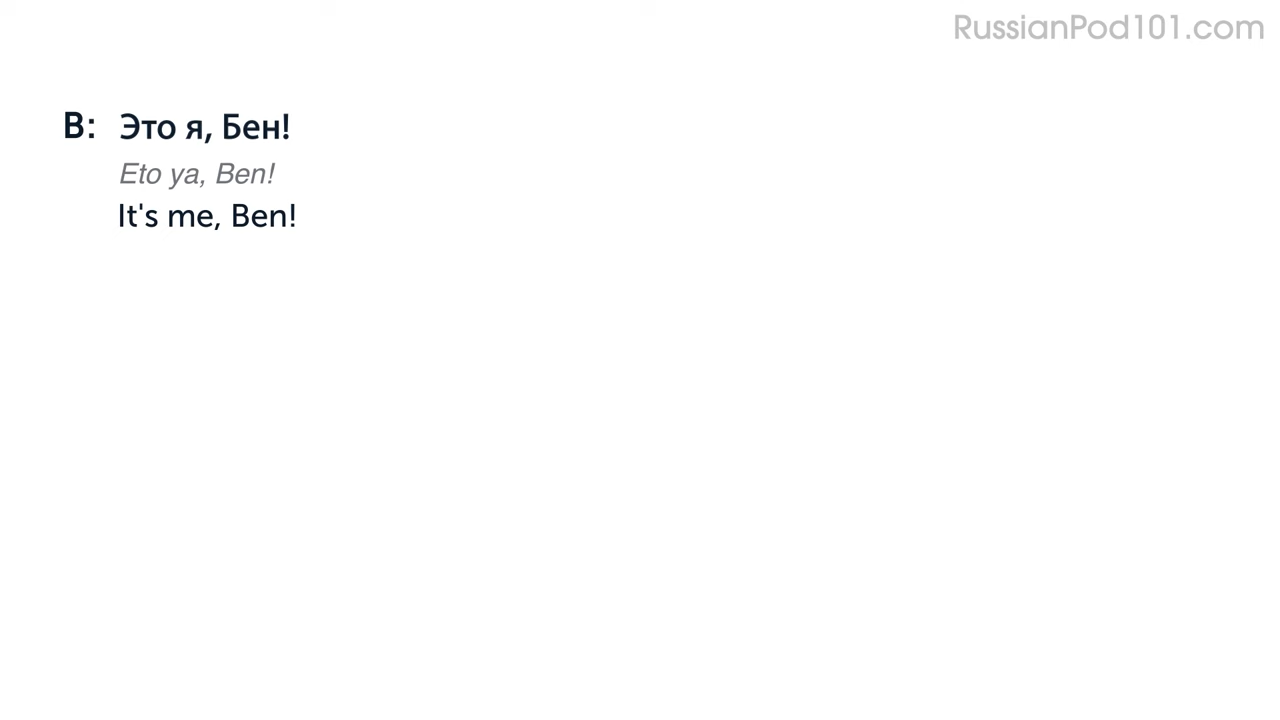 RussianPod101.com
B: Это я, Бен!
Eto ya, Ben!
It's me, Ben!